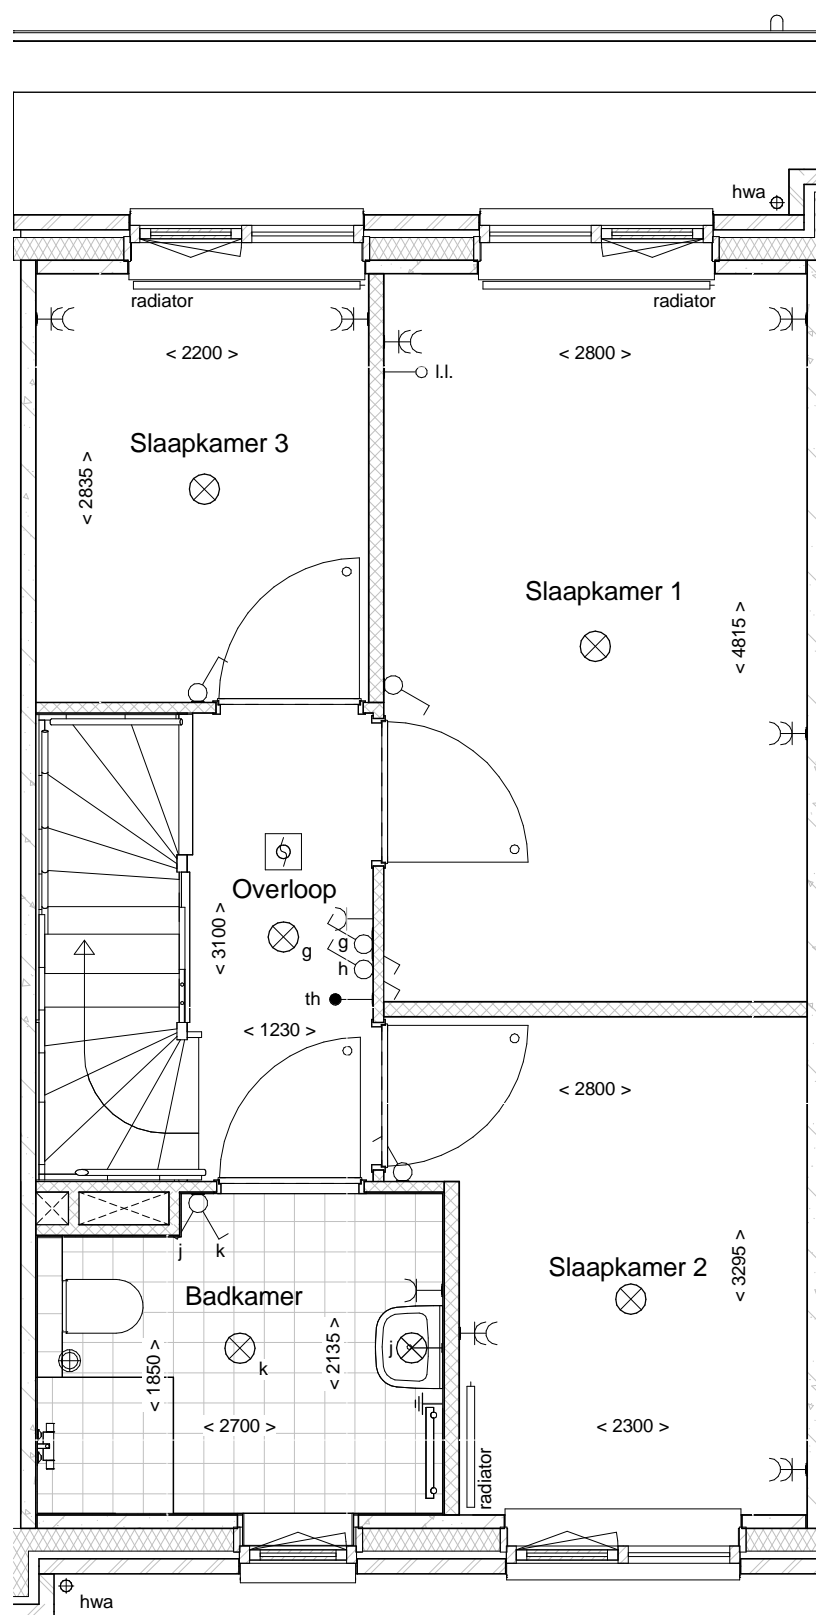 hwa
radiator
radiator
< 2200 >
< 2800 >
l.l.
Slaapkamer 3
< 2835 >
Slaapkamer 1
< 4815 >
Overloop
< 3100 >
g
g
h
th
< 1230 >
< 2800 >
j
k
Slaapkamer 2
< 3295 >
Badkamer
< 1850 >
< 2135 >
j
k
< 2700 >
< 2300 >
radiator
hwa